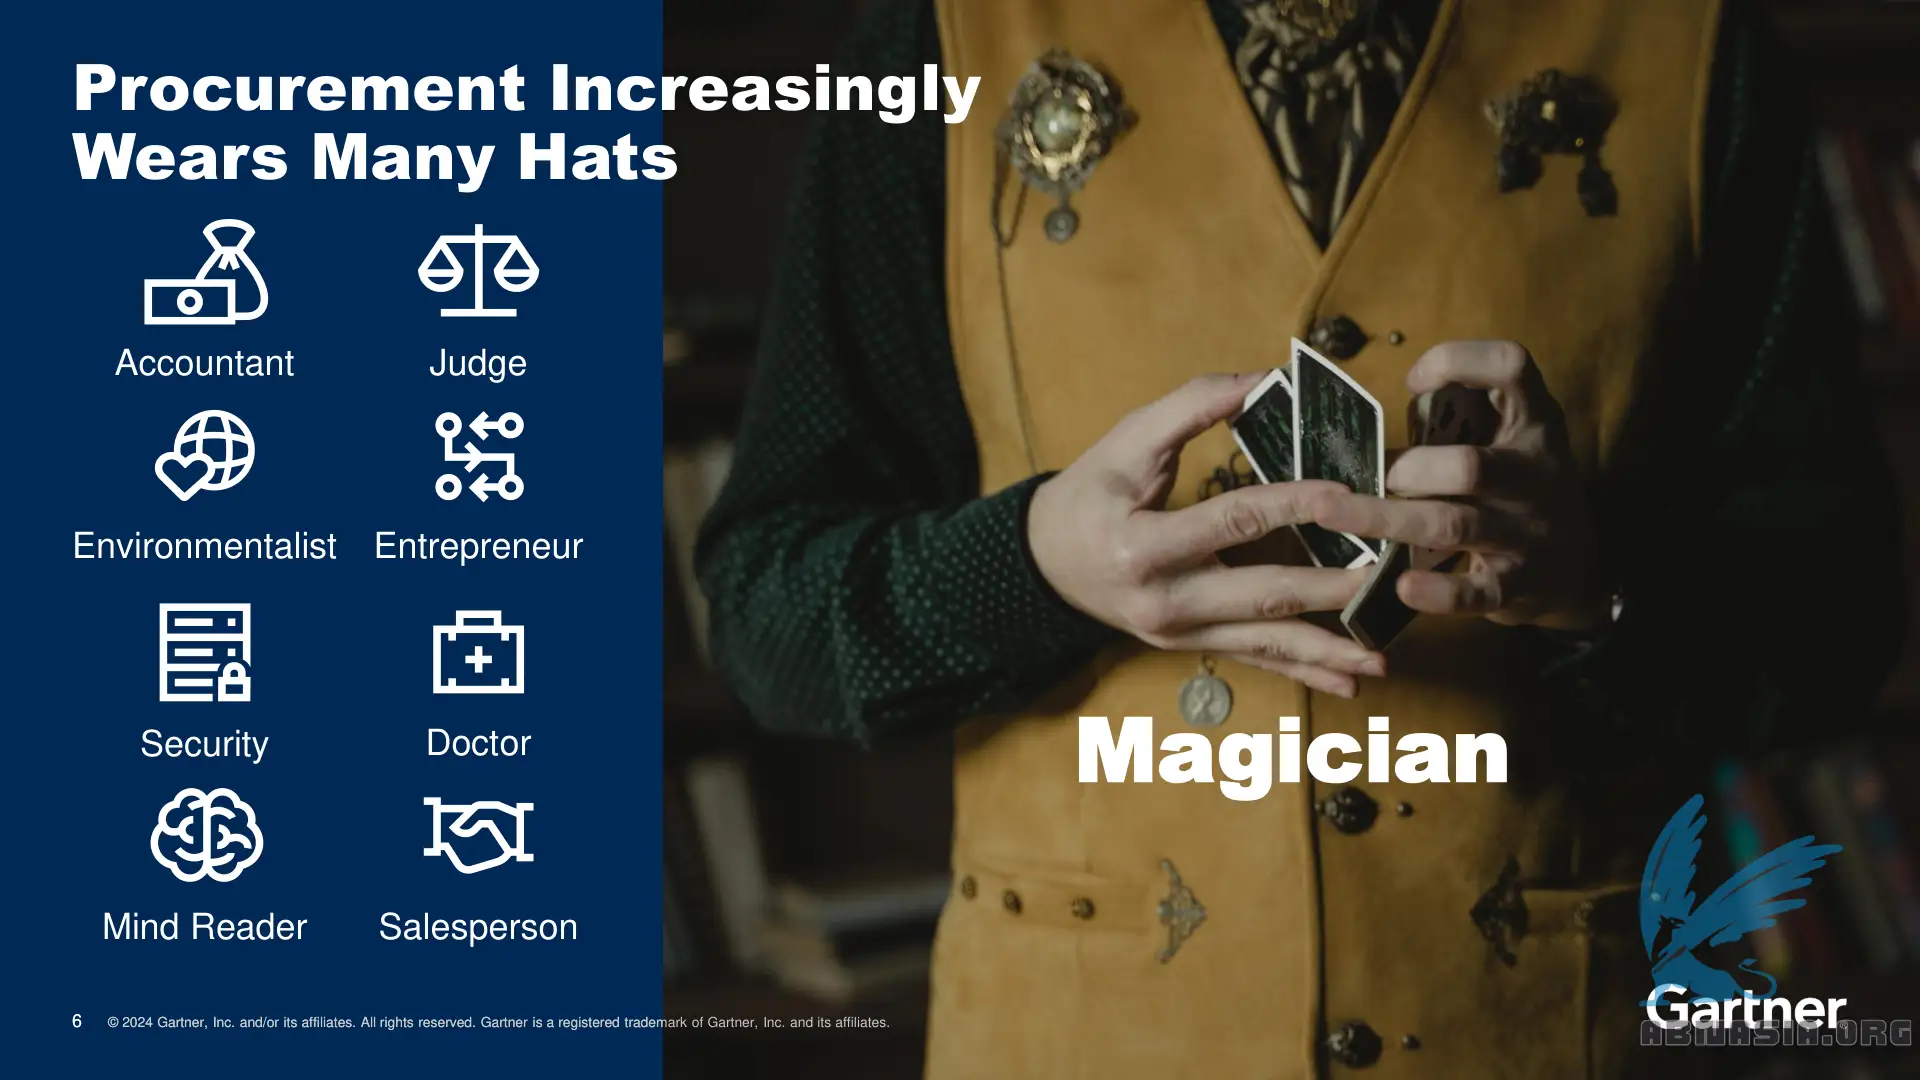 Procurement Increasingly
Wears Many Hats
Accountant
Judge
Environmentalist
Entrepreneur
Security
Doctor
Mind Reader
Salesperson
Magician
6
© 2024 Gartner, Inc. and/or its affiliates. All rights reserved. Gartner is a registered trademark of Gartner, Inc. and its affiliates.
Gartner
ABINASIA.ORG